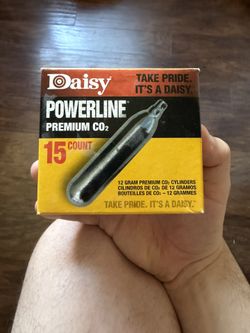 Daisy
TAKE PRIDE.
IT'S A DAISY.
POWERLINE®
PREMIUM CO₂
15 COUNT
12 GRAM PREMIUM CO₂ CYLINDERS
CILINDROS DE CO₂ DE 12 GRAMOS
BOUTEILLES DE CO₂ – 12 GRAMMES
TAKE PRIDE. IT'S A DAISY.